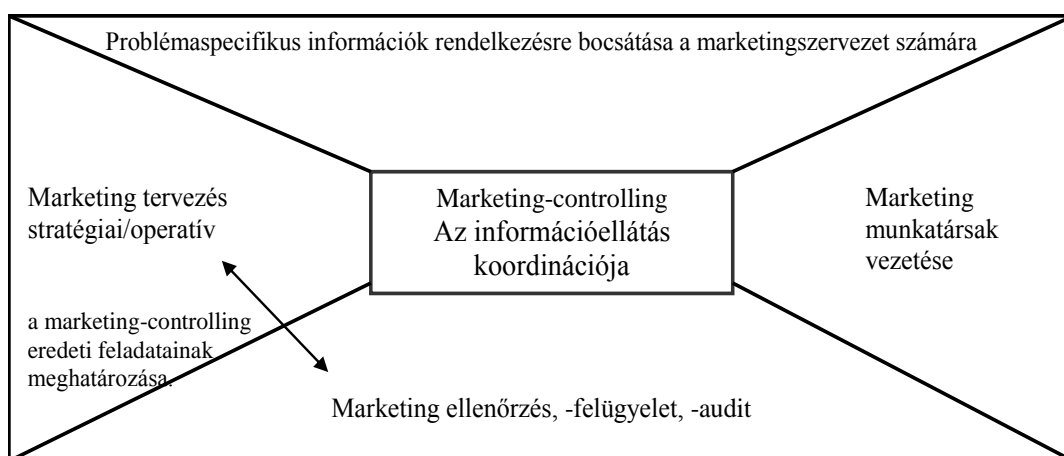 Problémaspecifikus információk rendelkezésre bocsátása a marketingszervezet számára
Marketing tervezés
stratégiai/operatív
a marketing-controlling
eredeti feladatainak
meghatározása.
Marketing-controlling
Az információellátás
koordinációja
Marketing
munkatársak
vezetése
Marketing ellenőrzés, -felügyelet, -audit